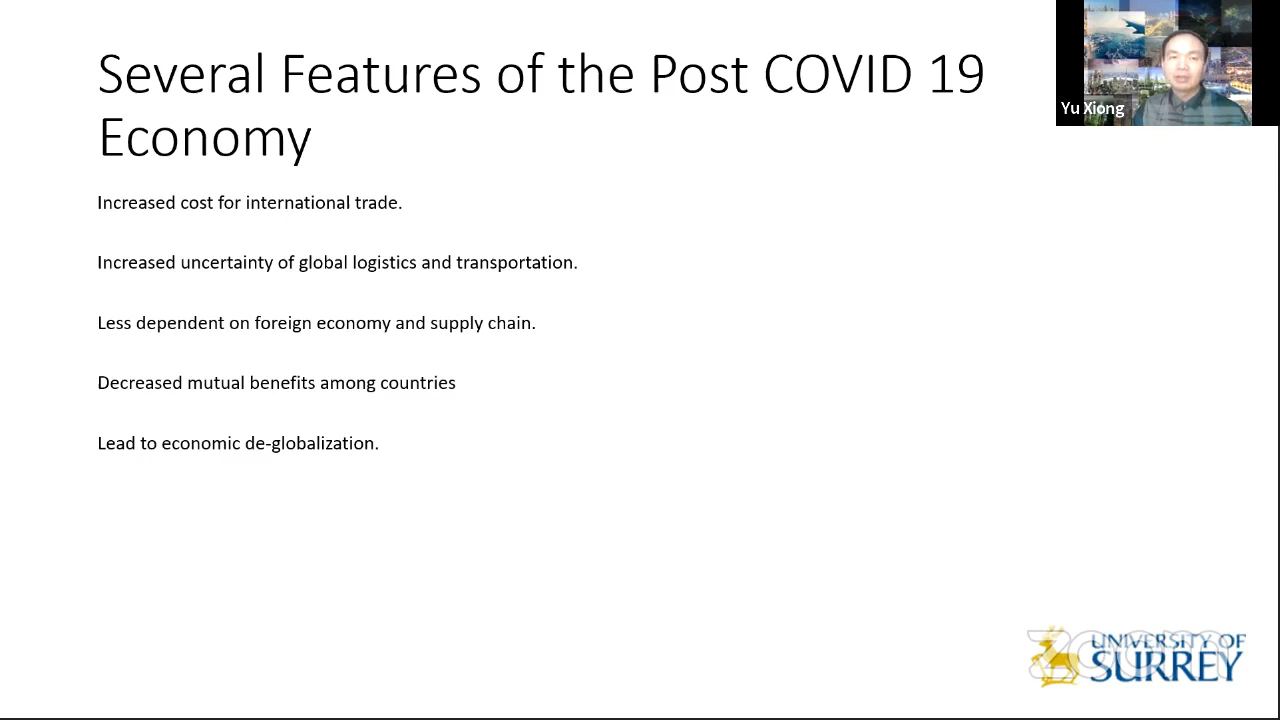 Several Features of the Post COVID 19
Economy
Yu Xiong
Increased cost for international trade.
Increased uncertainty of global logistics and transportation.
Less dependent on foreign economy and supply chain.
Decreased mutual benefits among countries
Lead to economic de-globalization.
zoom
UNIVERSITY OF
SURREY